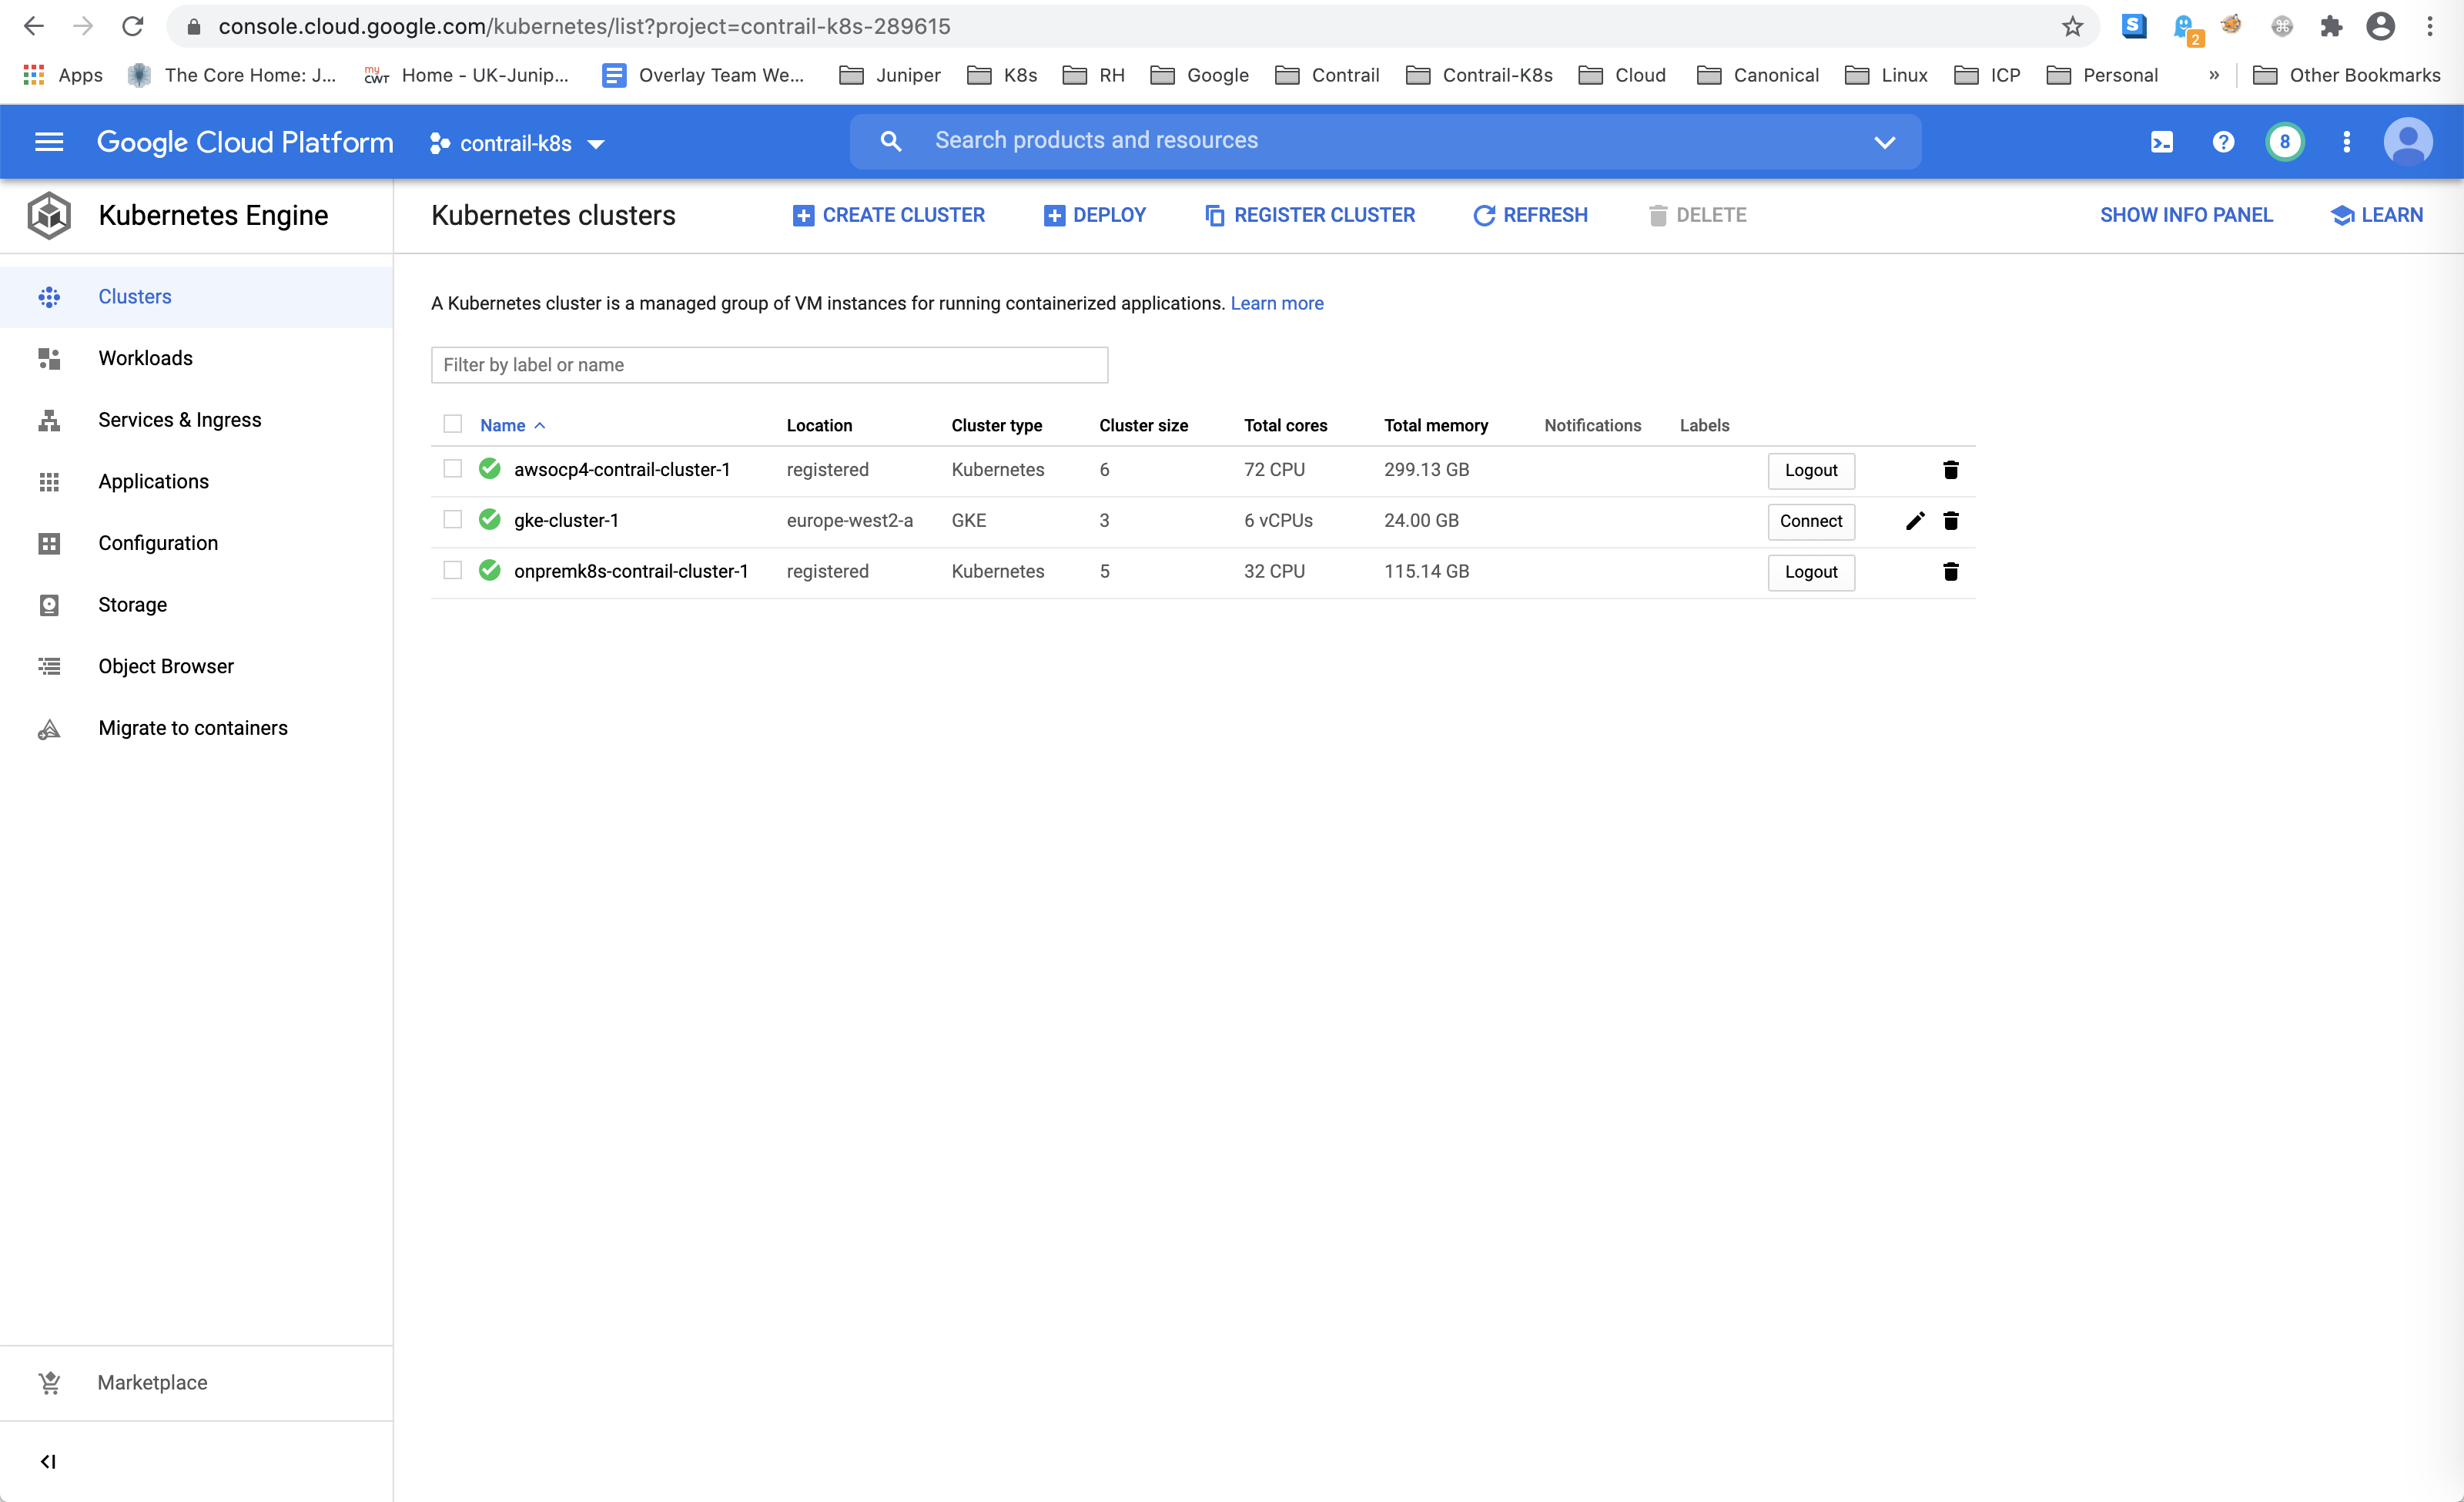 console.cloud.google.com/kubernetes/list?project=contrail-k8s-289615
S 2
Apps The Core Home: J... my CWT Home - UK-Junip... Overlay Team We... Juniper K8s RH Google Contrail Contrail-K8s Cloud Canonical Linux ICP Personal » Other Bookmarks
Google Cloud Platform contrail-k8s Search products and resources ? 8
Kubernetes Engine Kubernetes clusters CREATE CLUSTER DEPLOY REGISTER CLUSTER REFRESH DELETE SHOW INFO PANEL LEARN
Clusters
Workloads
Services & Ingress
Applications
Configuration
Storage
Object Browser
Migrate to containers
Marketplace
A Kubernetes cluster is a managed group of VM instances for running containerized applications. Learn more
Filter by label or name
Name Location Cluster type Cluster size Total cores Total memory Notifications Labels
awsocp4-contrail-cluster-1 registered Kubernetes 6 72 CPU 299.13 GB Logout
gke-cluster-1 europe-west2-a GKE 3 6 vCPUs 24.00 GB Connect
onpremk8s-contrail-cluster-1 registered Kubernetes 5 32 CPU 115.14 GB Logout